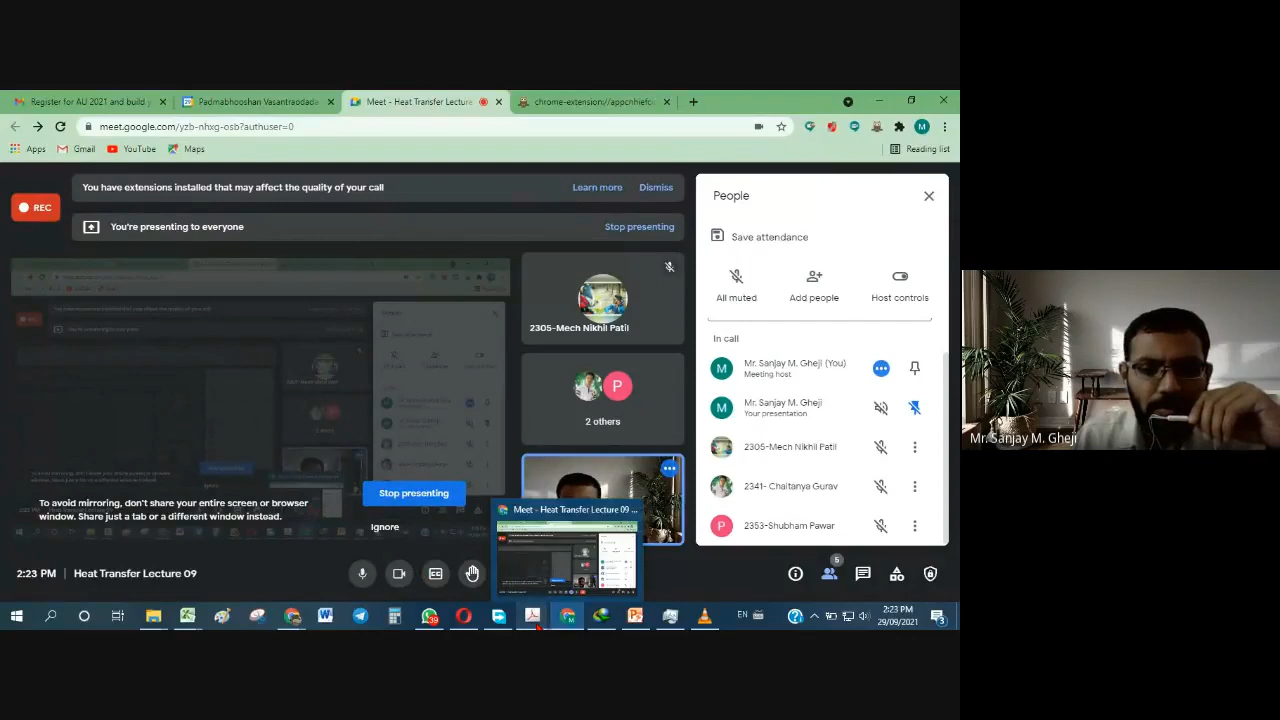 Register for AU 2021 and build y
Padmabhooshan Vasantraodada
Meet - Heat Transfer Lecture
chrome-extension://appcnhiefci
meet.google.com/yzb-nhxg-osb?authuser=0
Apps
Gmail
YouTube
Maps
Reading list
REC
You have extensions installed that may affect the quality of your call
Learn more
Dismiss
You're presenting to everyone
Stop presenting
2305-Mech Nikhil Patil
P
2 others
To avoid mirroring, don't share your entire screen or browser
window. Share just a tab or a different window instead.
Stop presenting
Ignore
Meet - Heat Transfer Lecture 09 ...
2:23 PM | Heat Transfer Lecture 09
People
Save attendance
All muted
Add people
Host controls
In call
M
Mr. Sanjay M. Gheji (You)
Meeting host
M
Mr. Sanjay M. Gheji
Your presentation
2305-Mech Nikhil Patil
2341- Chaitanya Gurav
P
2353-Shubham Pawar
5
39
EN
2:23 PM
29/09/2021
3
Mr. Sanjay M. Gheji